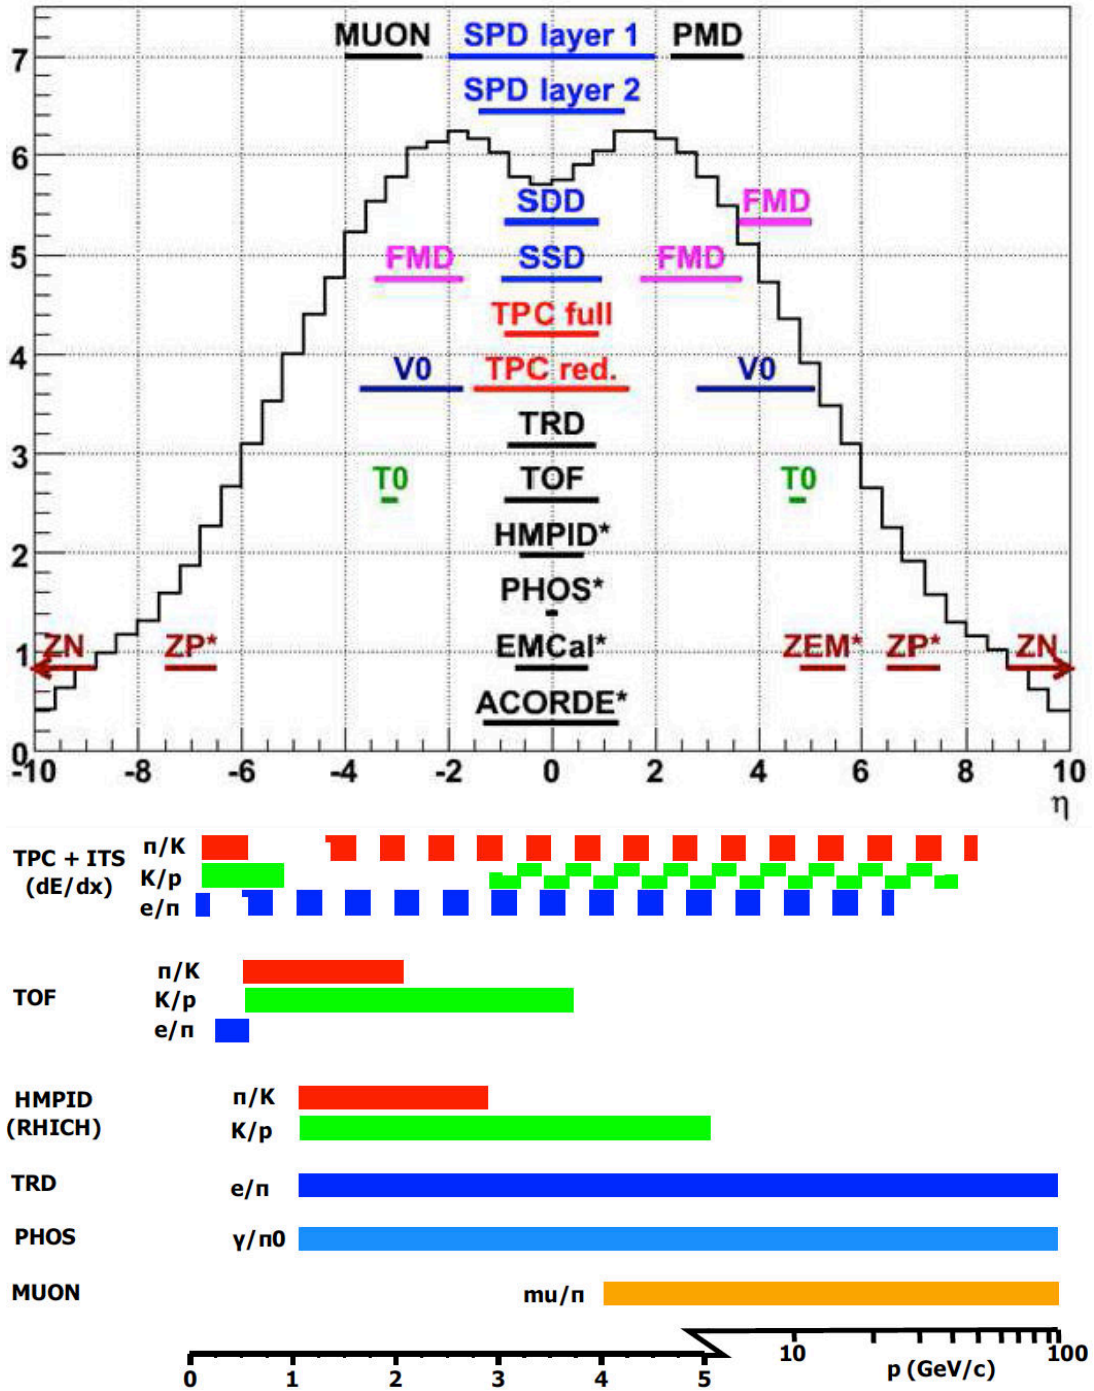 MUON SPD layer 1 PMD
7
SPD layer 2
6
SDD FMD
5 FMD SSD FMD
TPC full
4 V0 TPC red. V0
TRD
3
T0 TOF T0
HMPID*
2
PHOS*
ZN ZP* EMCal* ZEM* ZP* ZN
1
ACORDE*
0
-10 -8 -6 -4 -2 0 2 4 6 8 10
η
TPC + ITS
(dE/dx)
π/K
K/p
e/π
TOF
π/K
K/p
e/π
HMPID
(RHICH)
π/K
K/p
TRD e/π
PHOS γ/π0
MUON mu/π
0 1 2 3 4 5 10 100
p (GeV/c)